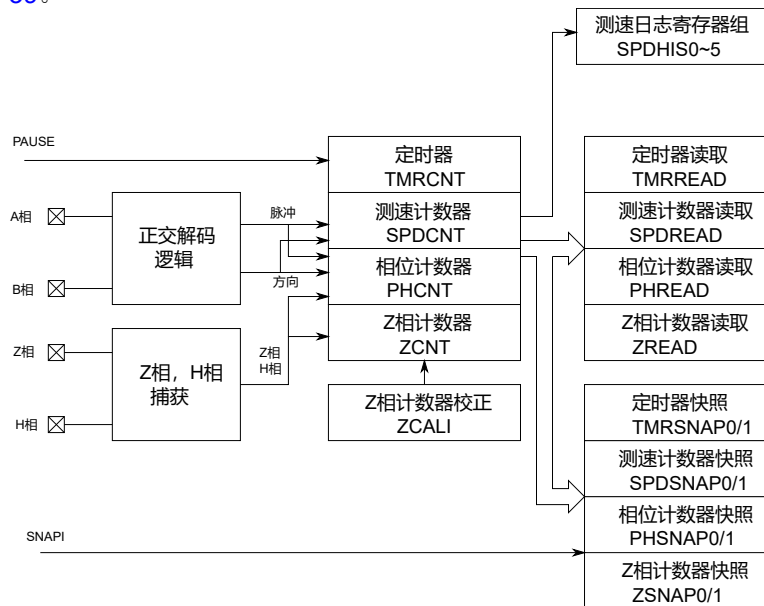 测速日志寄存器组
SPDHIS0~5
PAUSE
定时器
TMRCNT
定时器读取
TMRREAD
A相
正交解码
逻辑
脉冲
测速计数器
SPDCNT
测速计数器读取
SPDREAD
B相
方向
相位计数器
PHCNT
相位计数器读取
PHREAD
Z相
Z相，H相
捕获
Z相
H相
Z相计数器
ZCNT
Z相计数器读取
ZREAD
H相
Z相计数器校正
ZCALI
定时器快照
TMRSNAP0/1
测速计数器快照
SPDSNAP0/1
SNAPI
相位计数器快照
PHSNAP0/1
Z相计数器快照
ZSNAP0/1